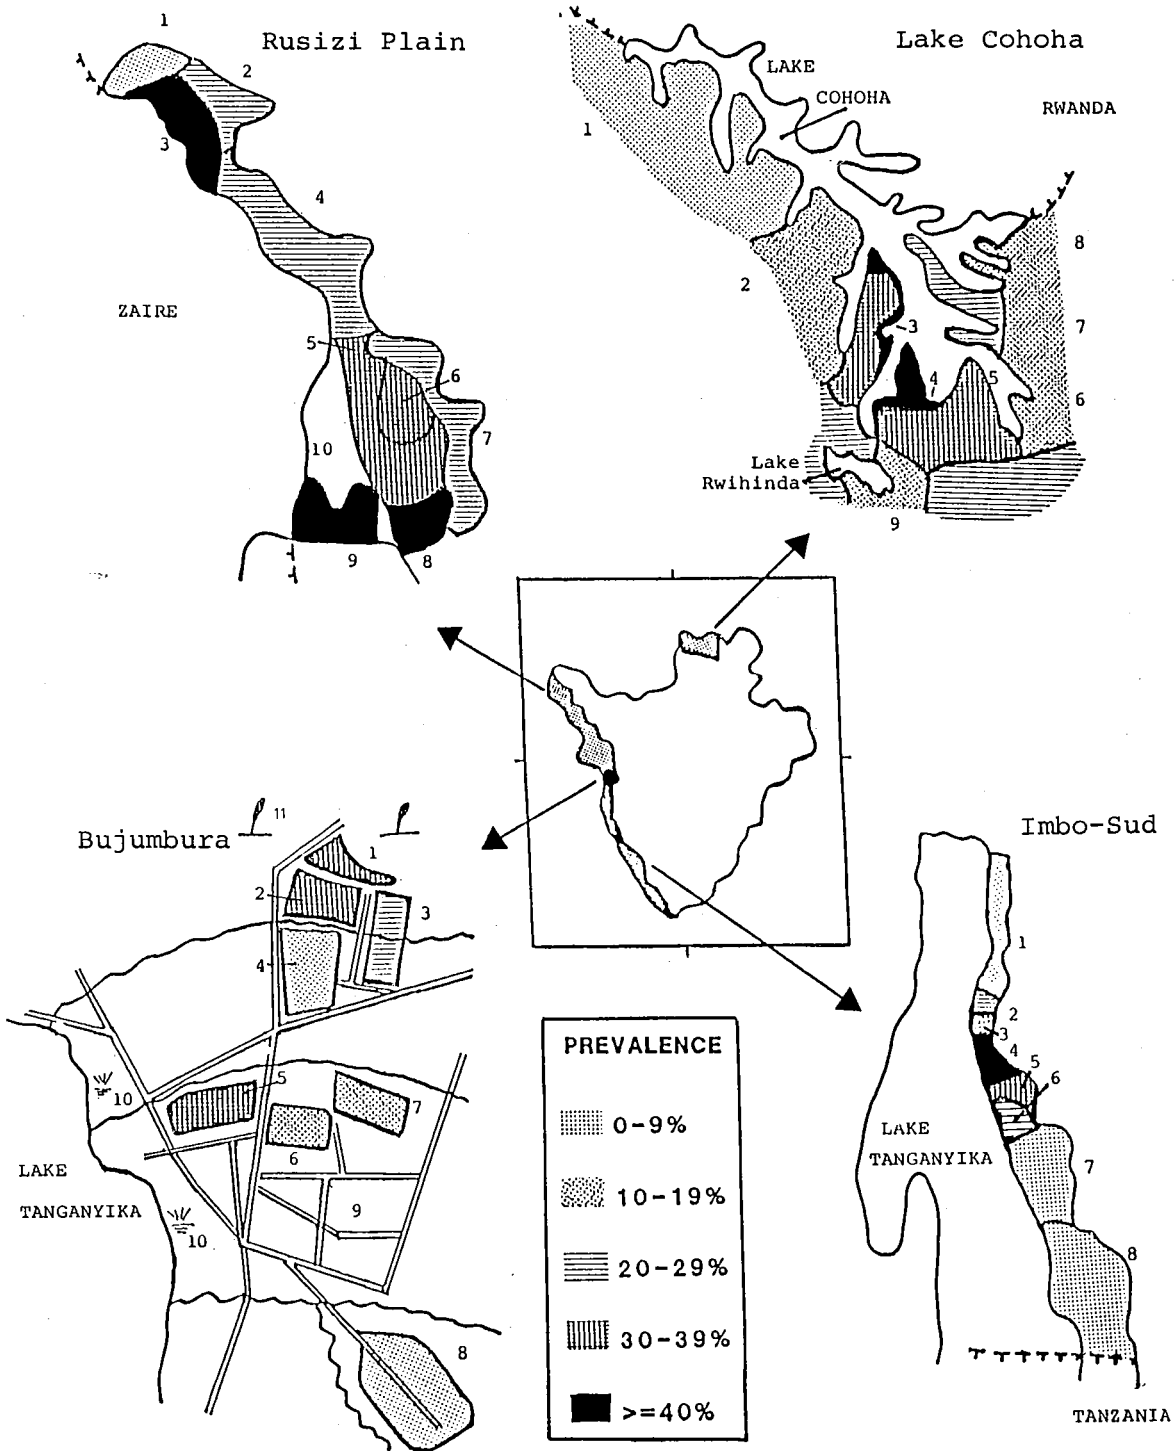 Rusizi Plain
1
2
3
4
ZAIRE
5
6
7
10
9
8
Lake Cohoha
LAKE
COHOHA
RWANDA
1
2
8
3
7
4
5
6
Lake
Rwihinda
9
Bujumbura
11
1
2
3
4
5
10
7
6
LAKE
TANGANYIKA
9
10
8
PREVALENCE
0-9%
10-19%
20-29%
30-39%
>=40%
Imbo-Sud
1
2
3
4
5
6
LAKE
TANGANYIKA
7
8
TANZANIA